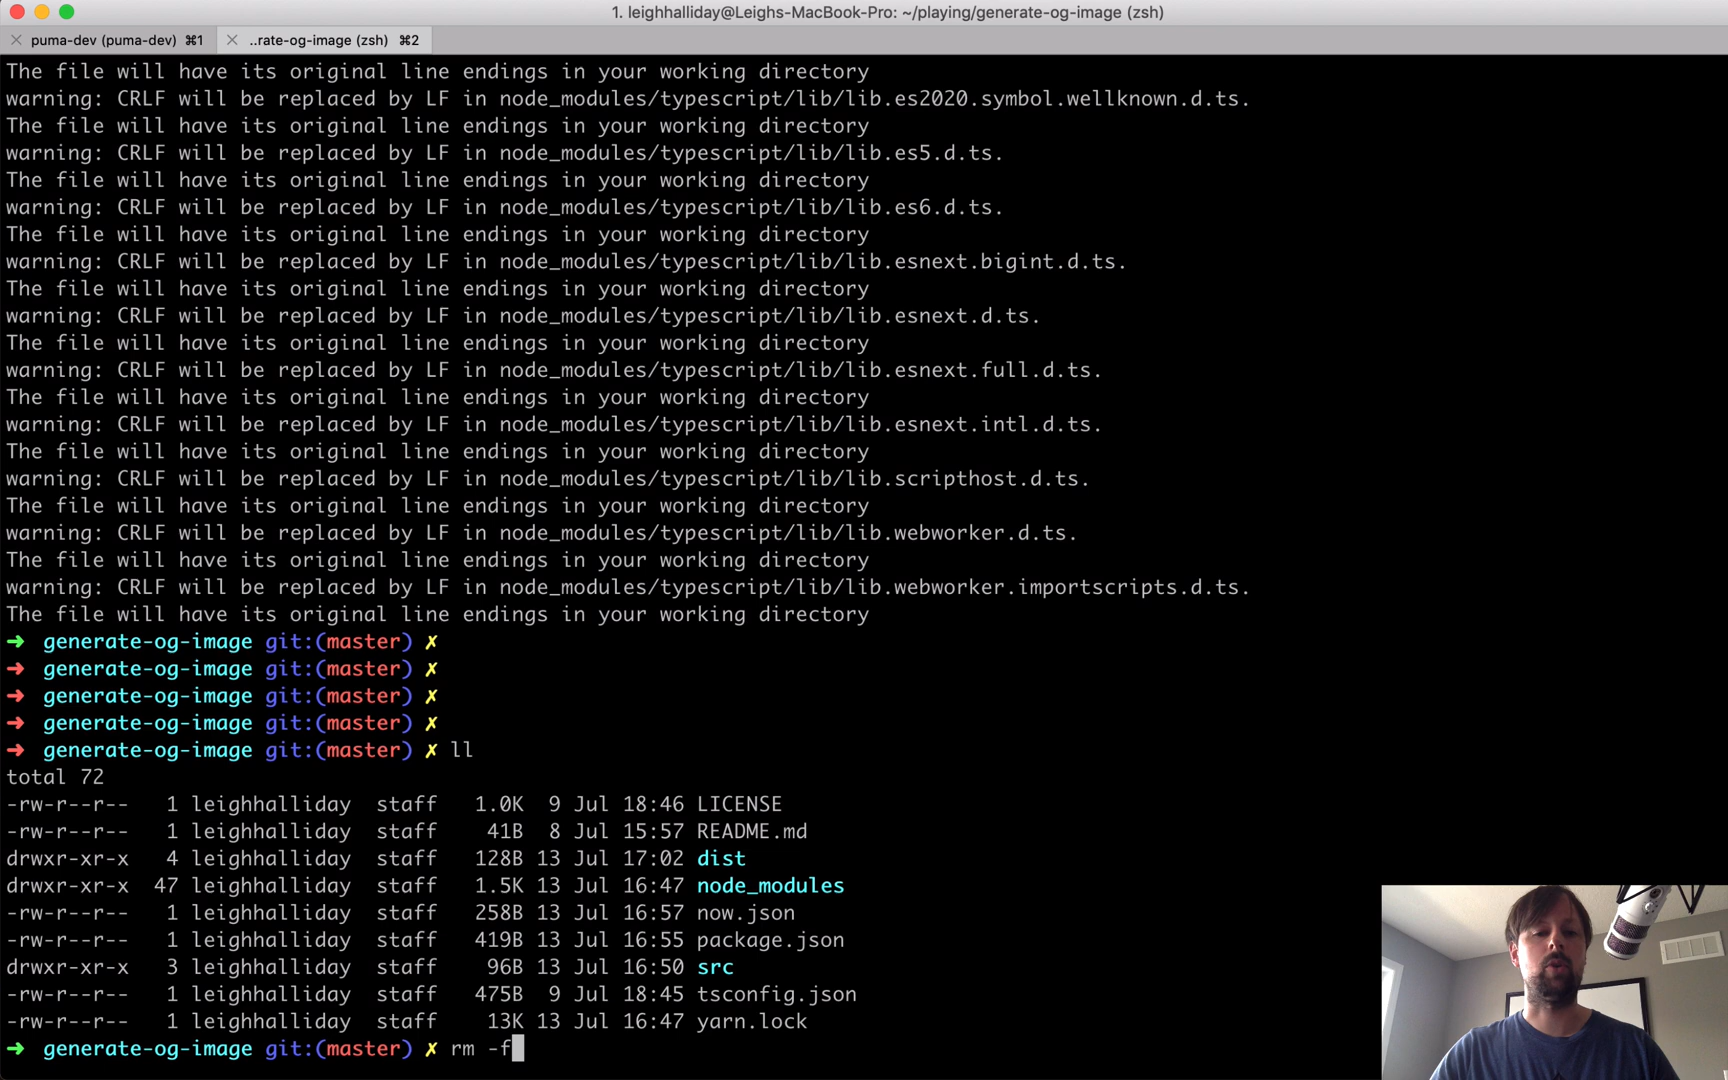 1. leighhalliday@Leighs-MacBook-Pro: ~/playing/generate-og-image (zsh)
puma-dev (puma-dev) ⌘1 ..rate-og-image (zsh) ⌘2
The file will have its original line endings in your working directory
warning: CRLF will be replaced by LF in node_modules/typescript/lib/lib.es2020.symbol.wellknown.d.ts.
The file will have its original line endings in your working directory
warning: CRLF will be replaced by LF in node_modules/typescript/lib/lib.es5.d.ts.
The file will have its original line endings in your working directory
warning: CRLF will be replaced by LF in node_modules/typescript/lib/lib.es6.d.ts.
The file will have its original line endings in your working directory
warning: CRLF will be replaced by LF in node_modules/typescript/lib/lib.esnext.bigint.d.ts.
The file will have its original line endings in your working directory
warning: CRLF will be replaced by LF in node_modules/typescript/lib/lib.esnext.d.ts.
The file will have its original line endings in your working directory
warning: CRLF will be replaced by LF in node_modules/typescript/lib/lib.esnext.full.d.ts.
The file will have its original line endings in your working directory
warning: CRLF will be replaced by LF in node_modules/typescript/lib/lib.esnext.intl.d.ts.
The file will have its original line endings in your working directory
warning: CRLF will be replaced by LF in node_modules/typescript/lib/lib.scripthost.d.ts.
The file will have its original line endings in your working directory
warning: CRLF will be replaced by LF in node_modules/typescript/lib/lib.webworker.d.ts.
The file will have its original line endings in your working directory
warning: CRLF will be replaced by LF in node_modules/typescript/lib/lib.webworker.importscripts.d.ts.
The file will have its original line endings in your working directory
➜ generate-og-image git:(master) ✗
➜ generate-og-image git:(master) ✗
➜ generate-og-image git:(master) ✗
➜ generate-og-image git:(master) ✗
➜ generate-og-image git:(master) ✗ ll
total 72
-rw-r--r-- 1 leighhalliday staff 1.0K 9 Jul 18:46 LICENSE
-rw-r--r-- 1 leighhalliday staff 41B 8 Jul 15:57 README.md
drwxr-xr-x 4 leighhalliday staff 128B 13 Jul 17:02 dist
drwxr-xr-x 47 leighhalliday staff 1.5K 13 Jul 16:47 node_modules
-rw-r--r-- 1 leighhalliday staff 258B 13 Jul 16:57 now.json
-rw-r--r-- 1 leighhalliday staff 419B 13 Jul 16:55 package.json
drwxr-xr-x 3 leighhalliday staff 96B 13 Jul 16:50 src
-rw-r--r-- 1 leighhalliday staff 475B 9 Jul 18:45 tsconfig.json
-rw-r--r-- 1 leighhalliday staff 13K 13 Jul 16:47 yarn.lock
➜ generate-og-image git:(master) ✗ rm -f